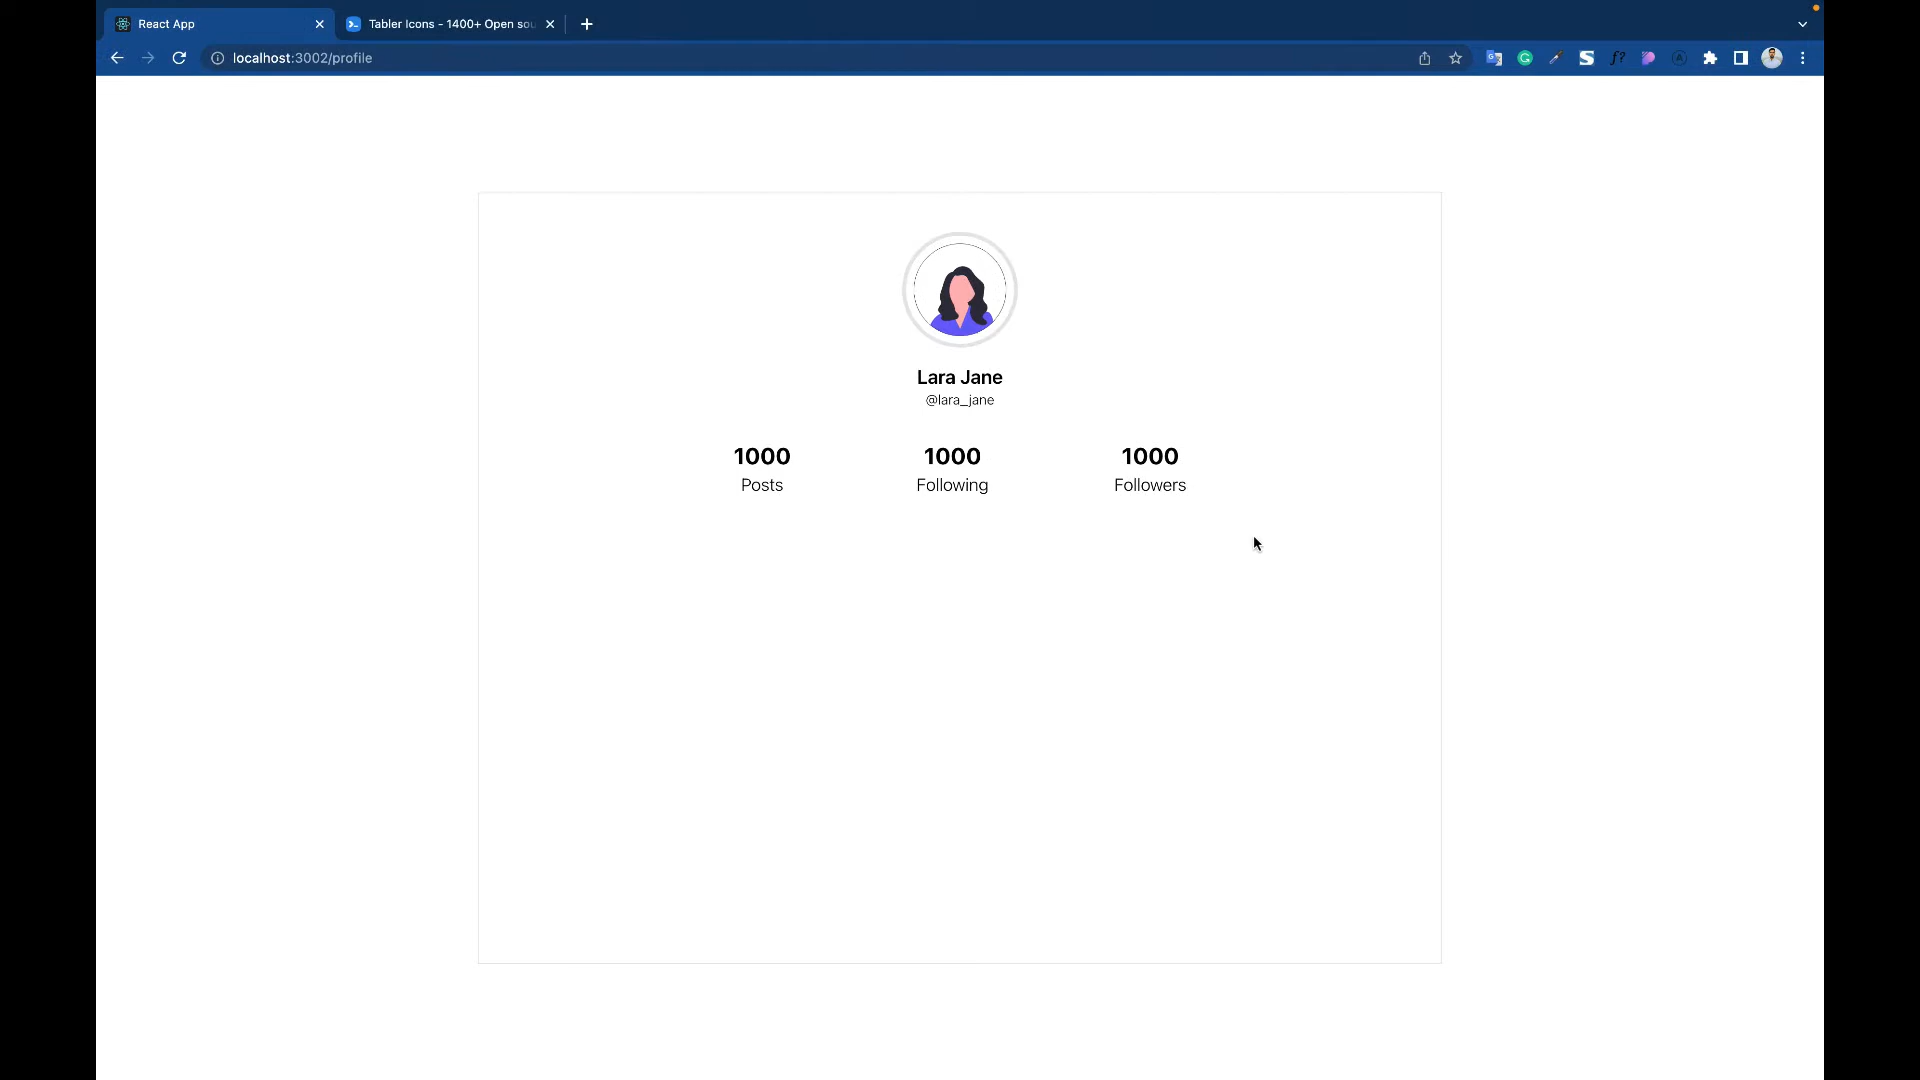 React App
Tabler Icons - 1400+ Open sou
localhost:3002/profile
Lara Jane
@lara_jane
1000 1000 1000
Posts Following Followers